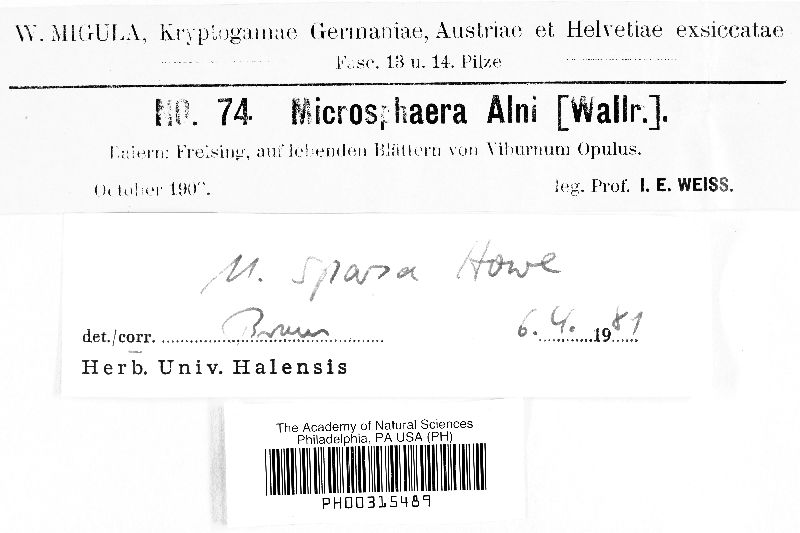 W. MIGULA, Kryptogamae Germaniae, Austriae et Helvetiae exsiccatae
Fasc. 13 u. 14. Pilze
No. 74. Microsphaera Alni [Wallr.].
Baiern: Freising, auf lebenden Blättern von Viburnum Opulus.
October leg. Prof. I. E. WEISS.
M. sparsa Howe
det./corr. Braun 6. 4. 1981
Herb. Univ. Halensis
The Academy of Natural Sciences
Philadelphia, PA USA (PH)
PH00315489